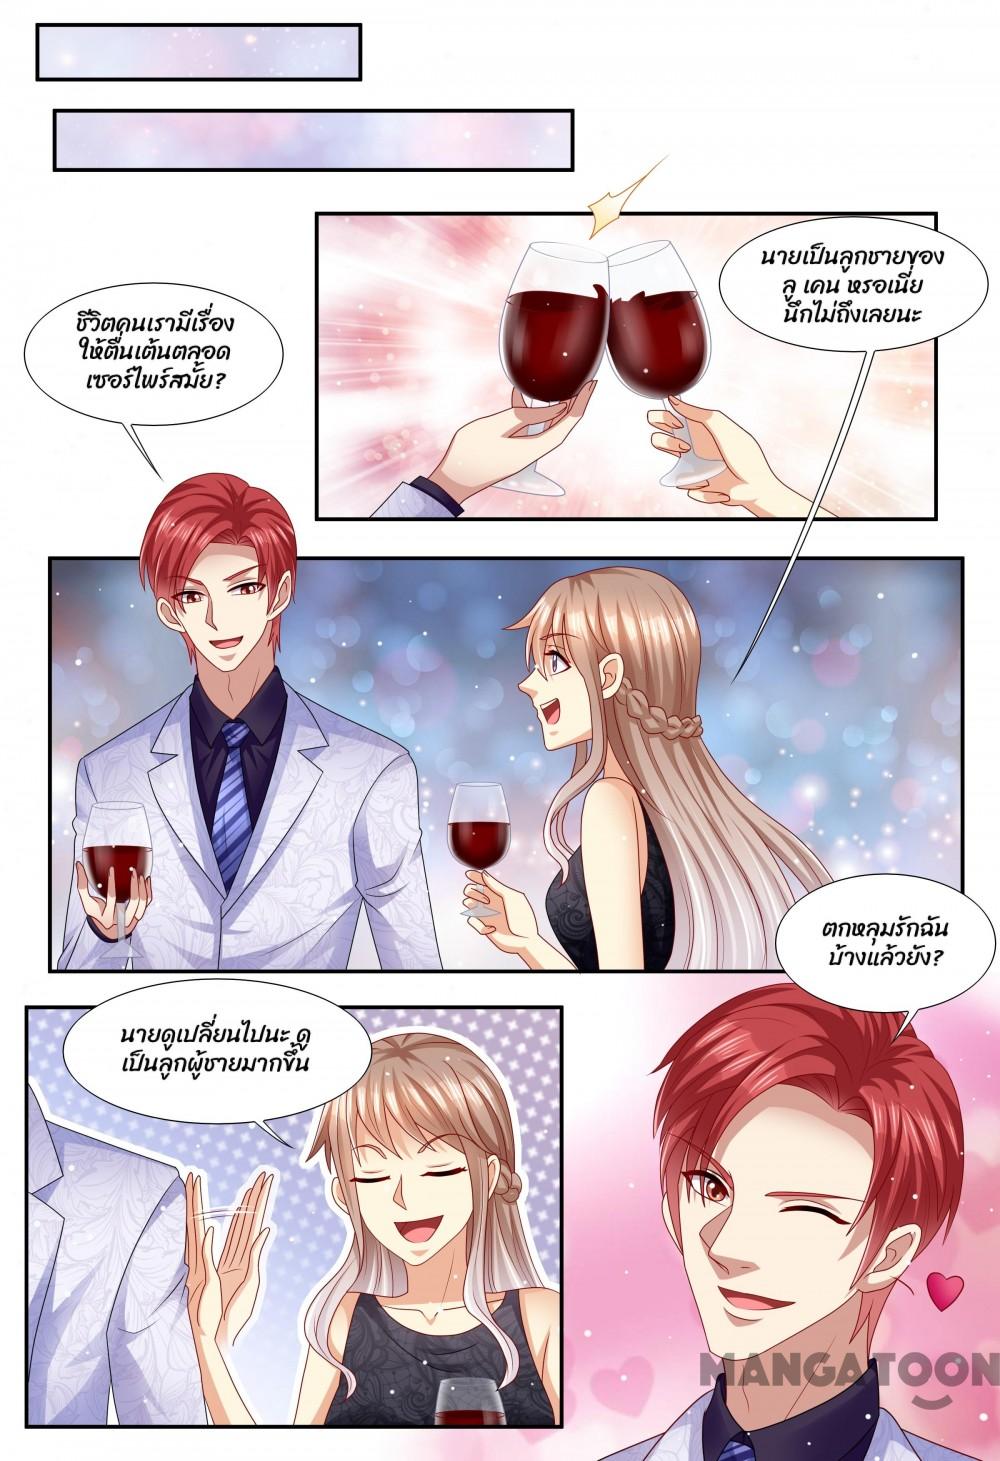 นายเป็นลูกชายของ
ลู เคน หรอเนี่ย
นึกไม่ถึงเลยนะ
ชีวิตคนเรามีเรื่อง
ให้ตื่นเต้นตลอด
เซอร์ไพร์สมั้ย?
ตกหลุมรักฉัน
บ้างแล้วยัง?
นายดูเปลี่ยนไปนะ ดู
เป็นลูกผู้ชายมากขึ้น
MANGATOON